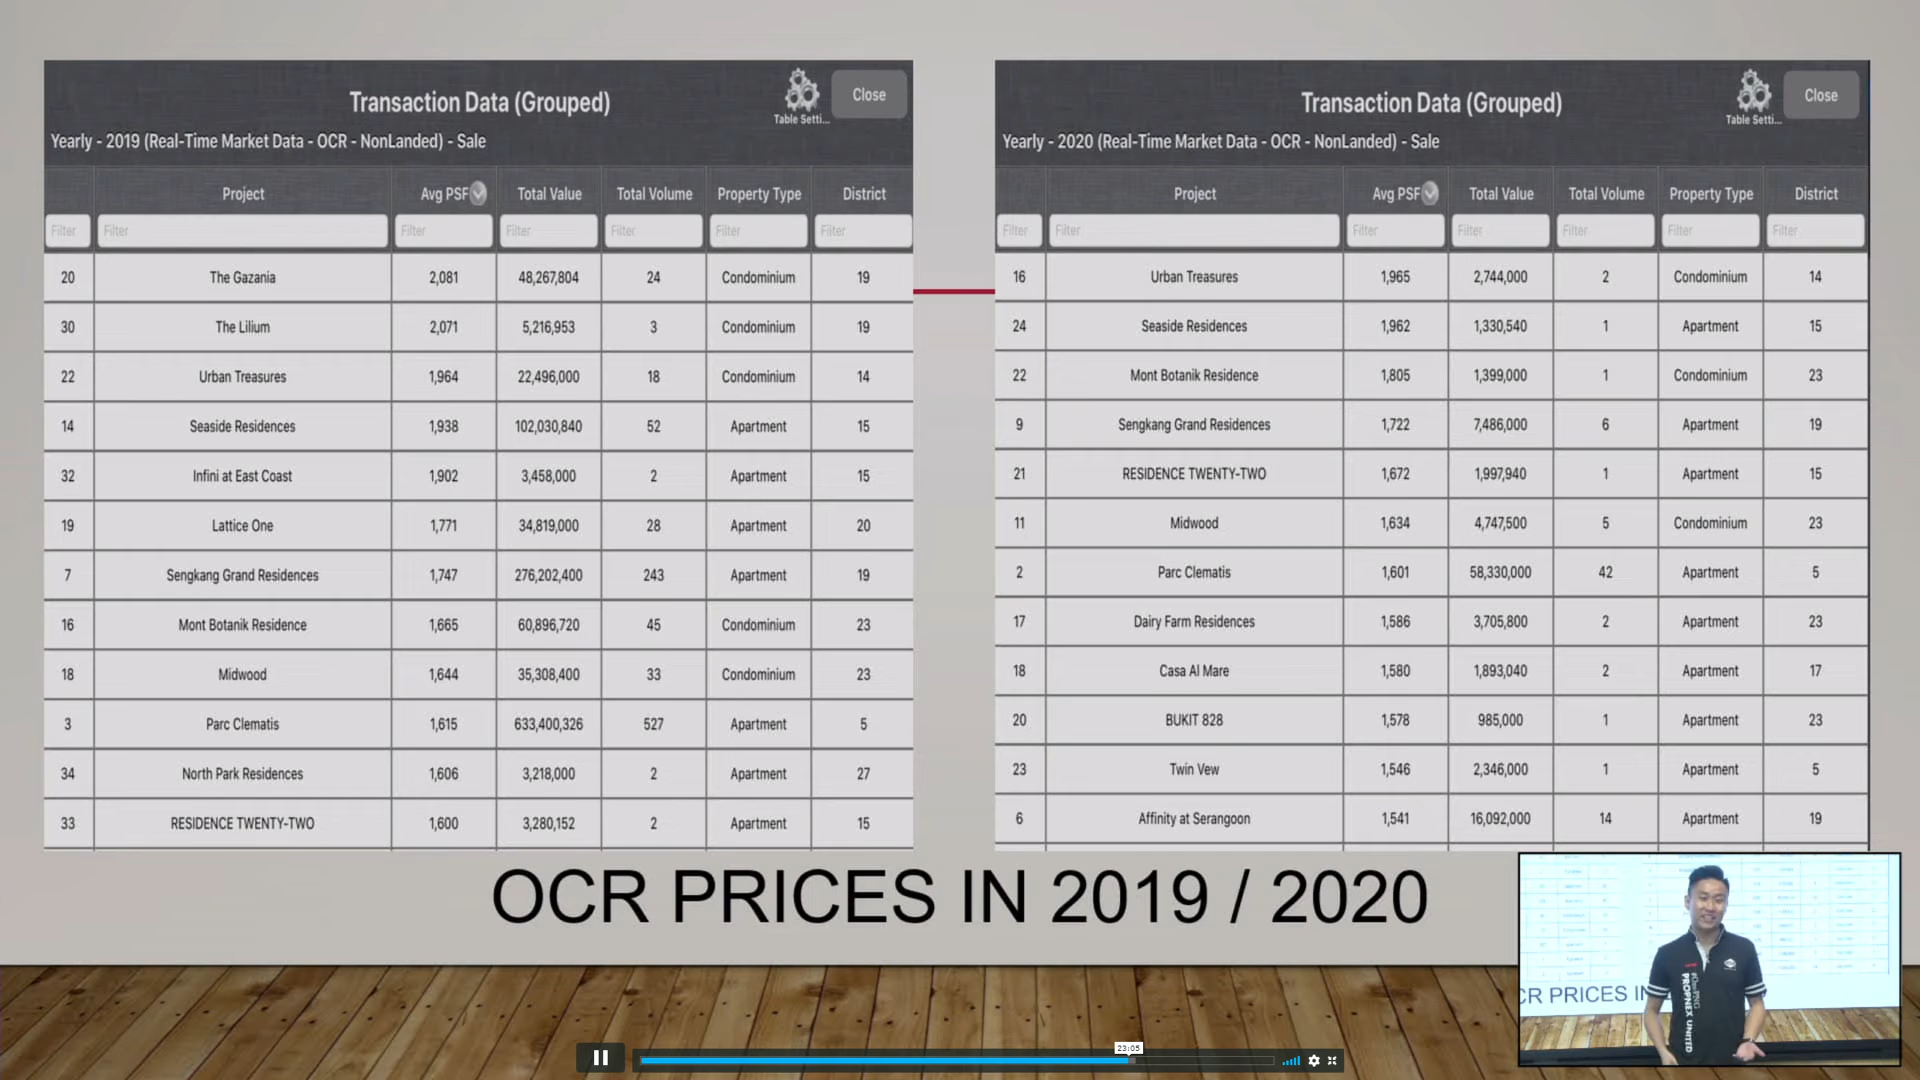 Transaction Data (Grouped)
Table Setti...
Close
Yearly - 2019 (Real-Time Market Data - OCR - NonLanded) - Sale
Project Avg PSF Total Value Total Volume Property Type District
Filter Filter Filter Filter Filter Filter Filter
20 The Gazania 2,081 48,267,804 24 Condominium 19
30 The Lilium 2,071 5,216,953 3 Condominium 19
22 Urban Treasures 1,964 22,496,000 18 Condominium 14
14 Seaside Residences 1,938 102,030,840 52 Apartment 15
32 Infini at East Coast 1,902 3,458,000 2 Apartment 15
19 Lattice One 1,771 34,819,000 28 Apartment 20
7 Sengkang Grand Residences 1,747 276,202,400 243 Apartment 19
16 Mont Botanik Residence 1,665 60,896,720 45 Condominium 23
18 Midwood 1,644 35,308,400 33 Condominium 23
3 Parc Clematis 1,615 633,400,326 527 Apartment 5
34 North Park Residences 1,606 3,218,000 2 Apartment 27
33 RESIDENCE TWENTY-TWO 1,600 3,280,152 2 Apartment 15
Transaction Data (Grouped)
Table Setti...
Close
Yearly - 2020 (Real-Time Market Data - OCR - NonLanded) - Sale
Project Avg PSF Total Value Total Volume Property Type District
Filter Filter Filter Filter Filter Filter Filter
16 Urban Treasures 1,965 2,744,000 2 Condominium 14
24 Seaside Residences 1,962 1,330,540 1 Apartment 15
22 Mont Botanik Residence 1,805 1,399,000 1 Condominium 23
9 Sengkang Grand Residences 1,722 7,486,000 6 Apartment 19
21 RESIDENCE TWENTY-TWO 1,672 1,997,940 1 Apartment 15
11 Midwood 1,634 4,747,500 5 Condominium 23
2 Parc Clematis 1,601 58,330,000 42 Apartment 5
17 Dairy Farm Residences 1,586 3,705,800 2 Apartment 23
18 Casa Al Mare 1,580 1,893,040 2 Apartment 17
20 BUKIT 828 1,578 985,000 1 Apartment 23
23 Twin Vew 1,546 2,346,000 1 Apartment 5
6 Affinity at Serangoon 1,541 16,092,000 14 Apartment 19
OCR PRICES IN 2019 / 2020
CR PRICES IN
PROPNEX UNITED
23:05